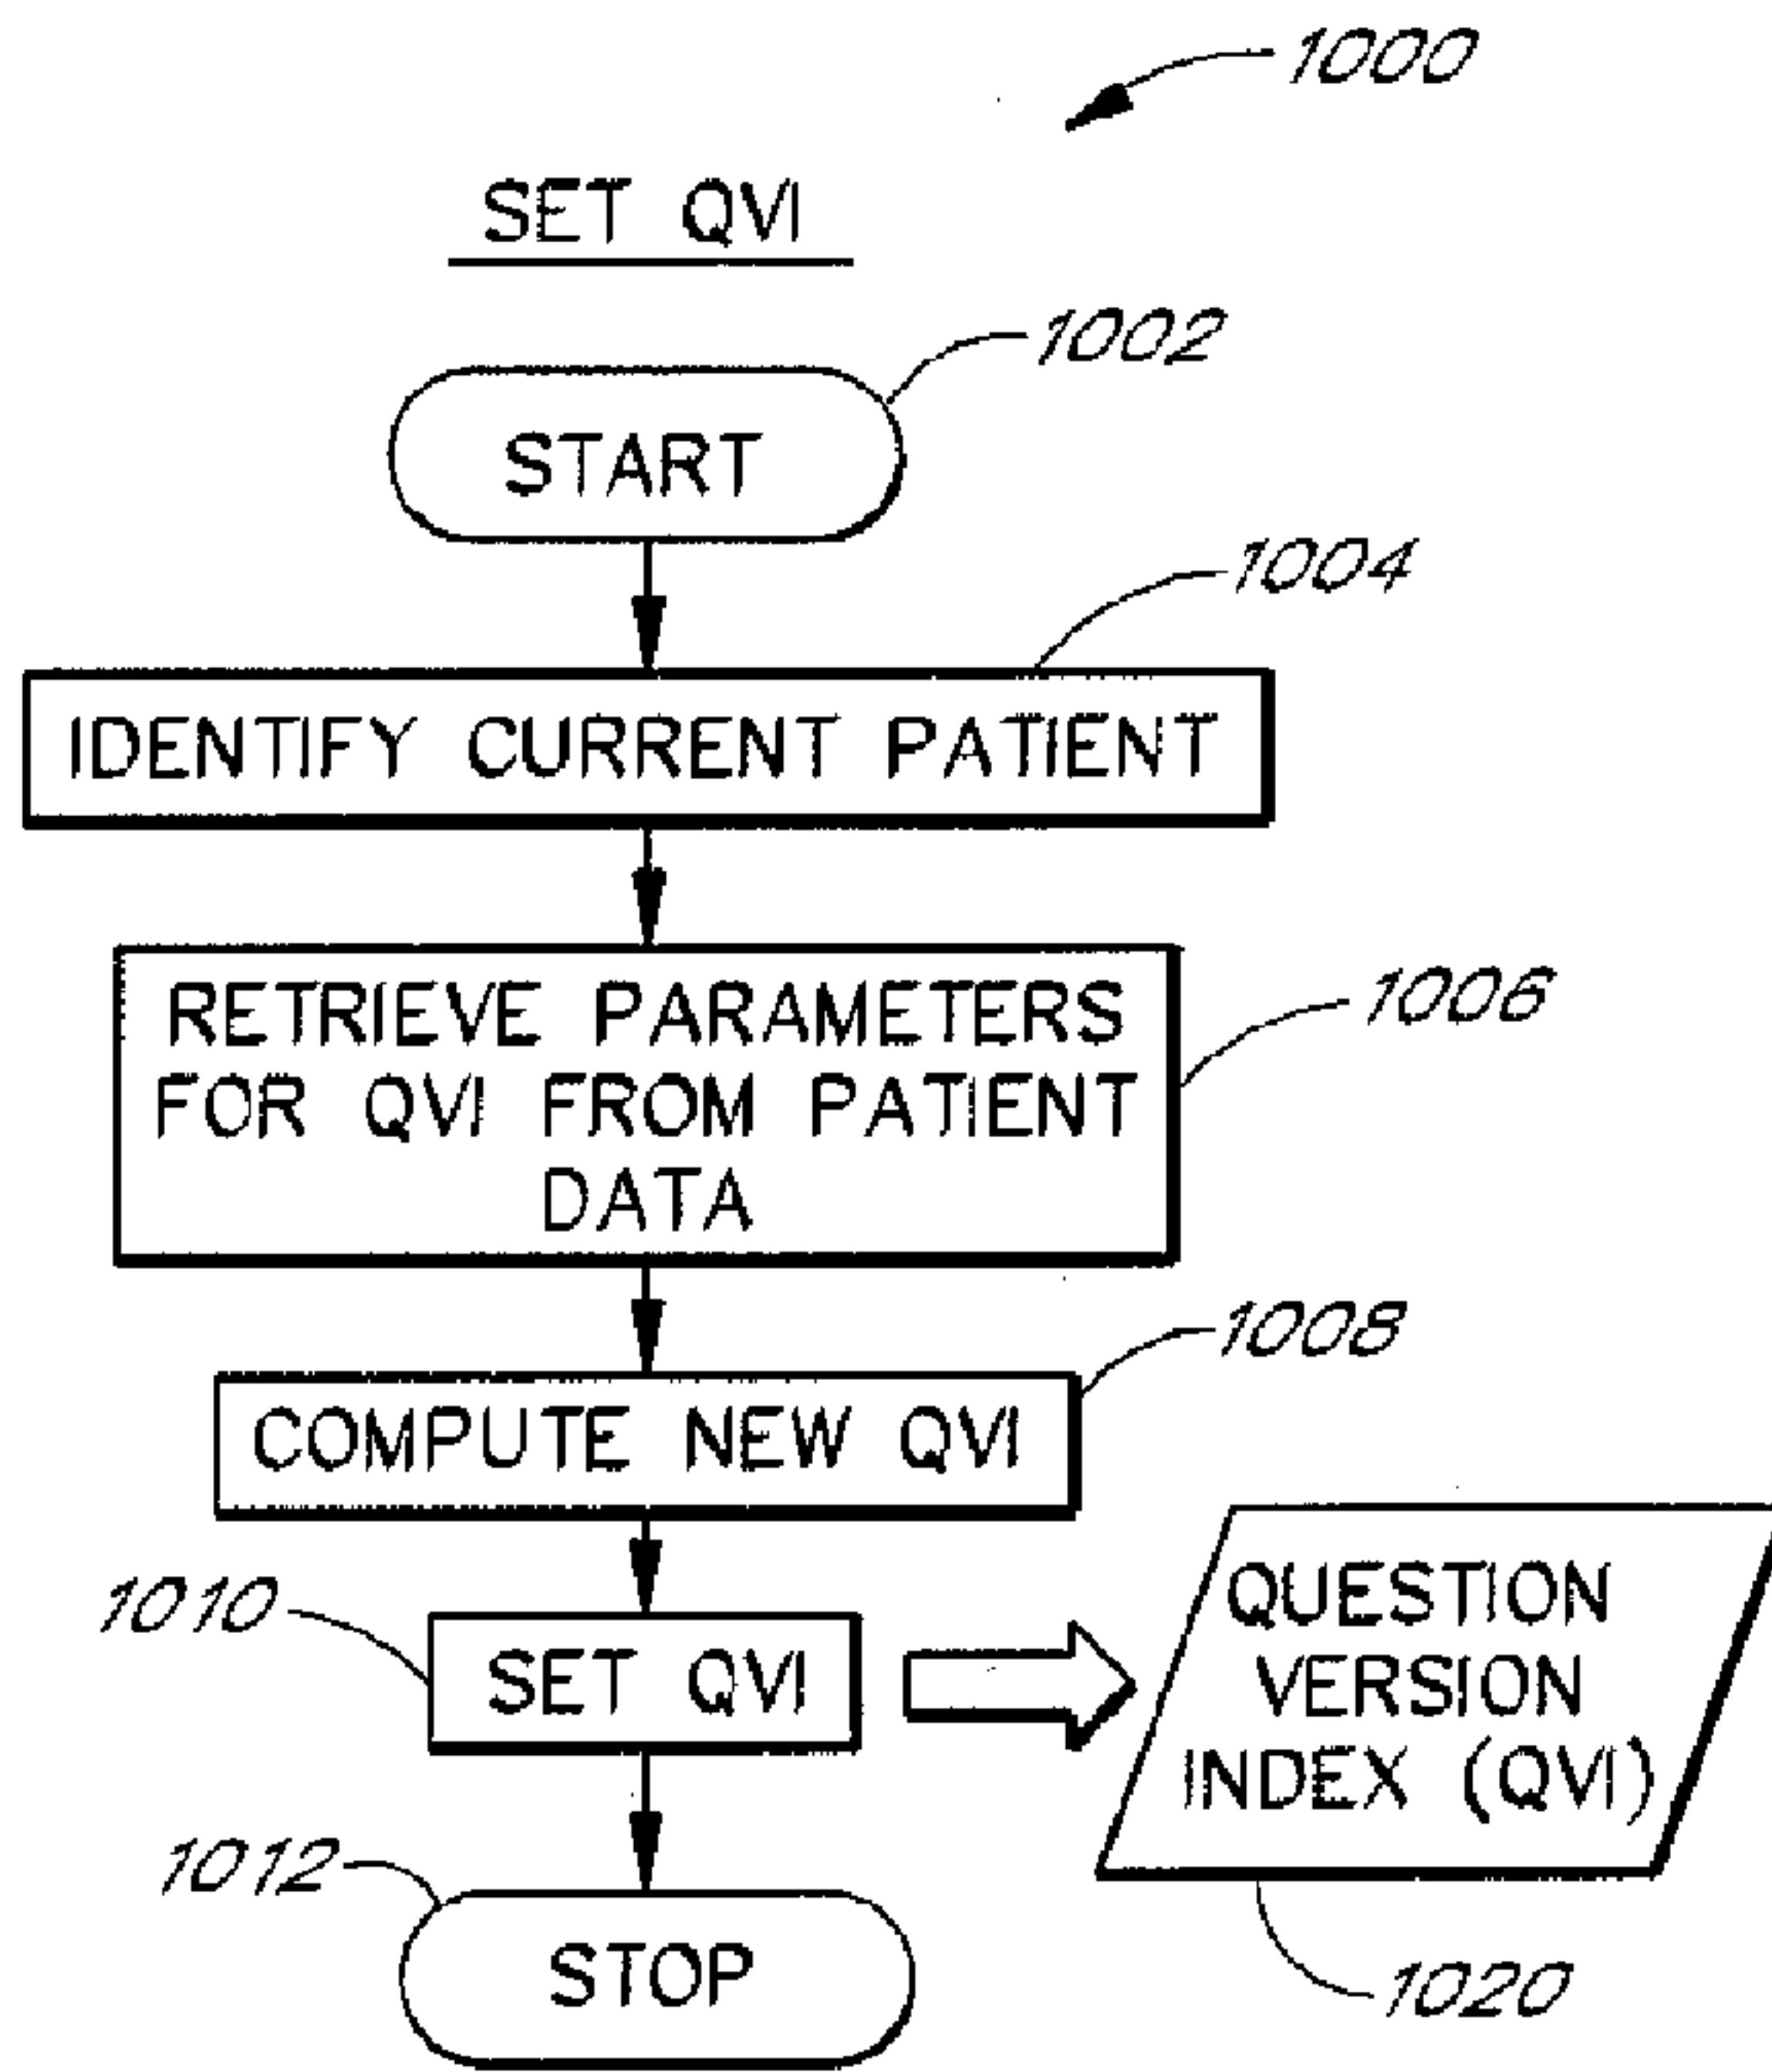 1000
SET QVI
1002
START
1004
IDENTIFY CURRENT PATIENT
1006
RETRIEVE PARAMETERS
FOR QVI FROM PATIENT
DATA
1008
COMPUTE NEW QVI
1010
SET QVI
QUESTION
VERSION
INDEX (QVI)
1012
STOP
1020